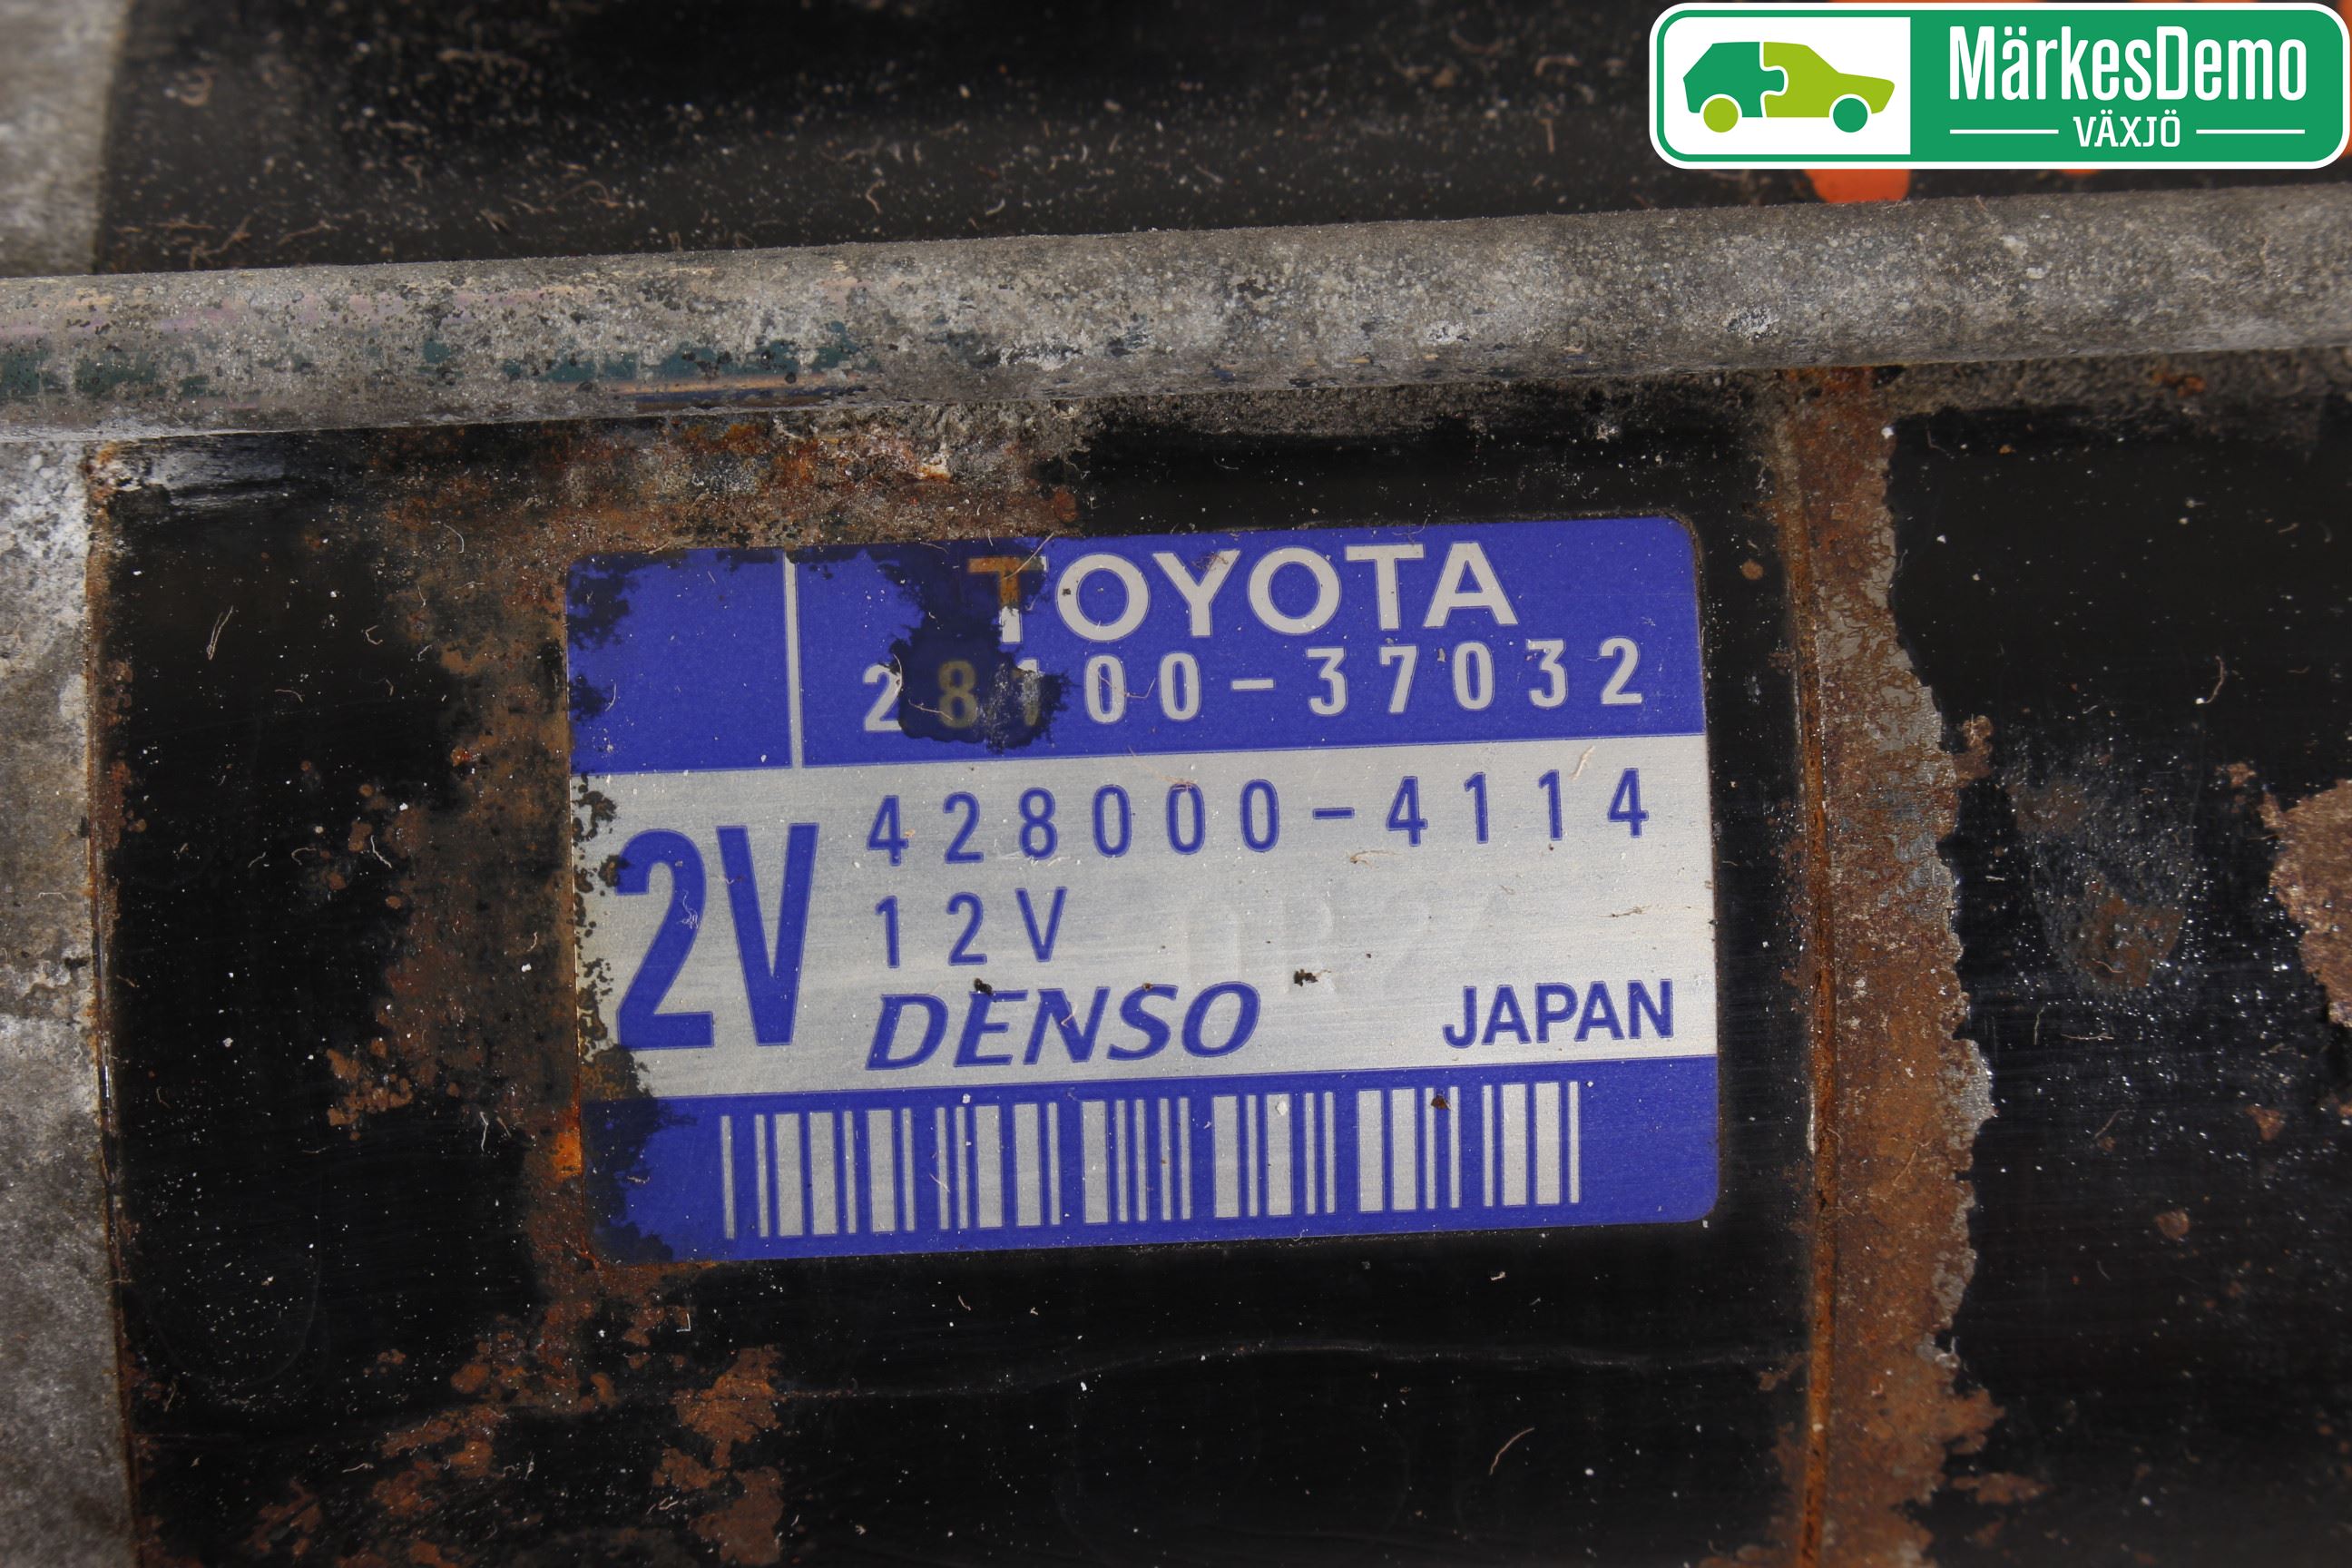 MärkesDemo
VÄXJÖ
TOYOTA
28100-37032
428000-4114
2V
12V
DENSO JAPAN